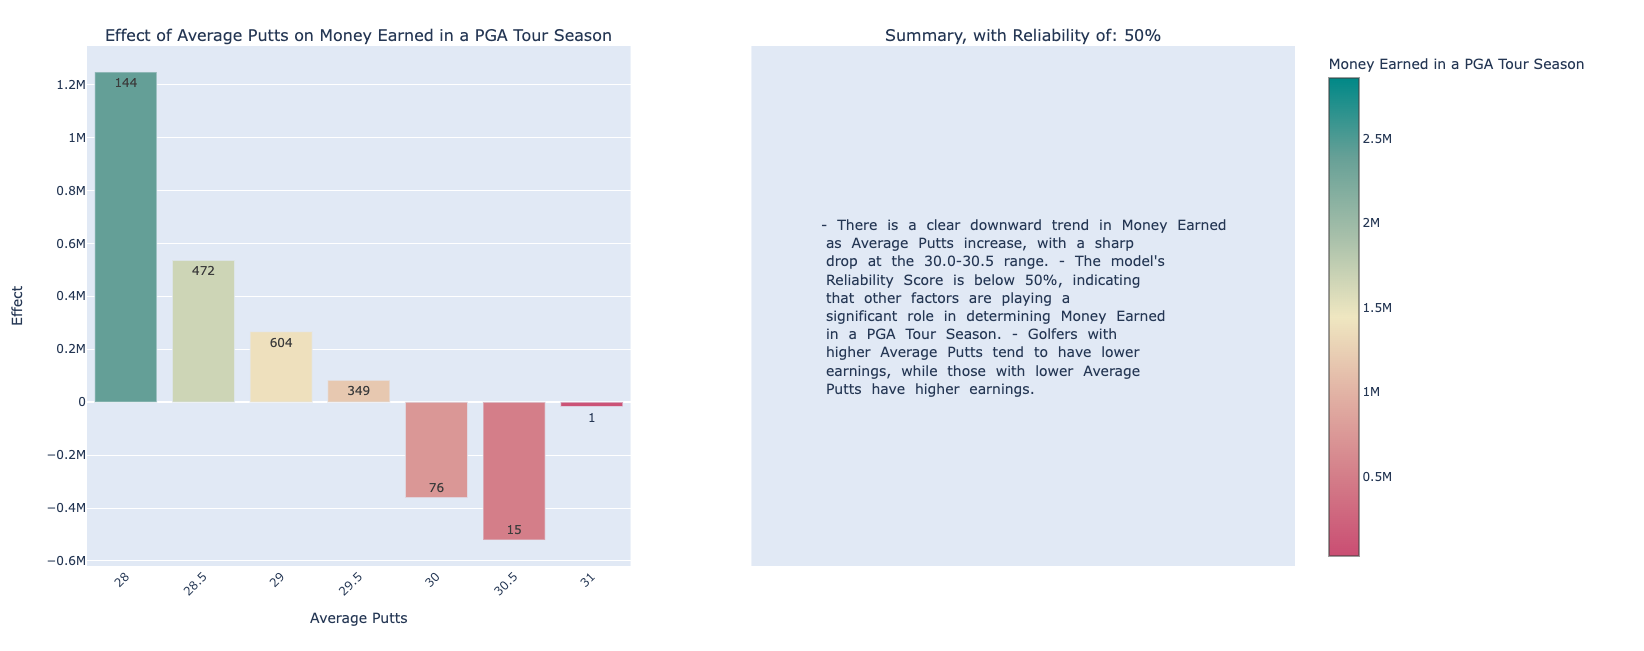 Effect of Average Putts on Money Earned in a PGA Tour Season
1.2M
1M
0.8M
0.6M
0.4M
0.2M
0
−0.2M
−0.4M
−0.6M
Effect
144
472
604
349
76
15
1
28
28.5
29
29.5
30
30.5
31
Average Putts
Summary, with Reliability of: 50%
- There is a clear downward trend in Money Earned
as Average Putts increase, with a sharp
drop at the 30.0-30.5 range. - The model's
Reliability Score is below 50%, indicating
that other factors are playing a
significant role in determining Money Earned
in a PGA Tour Season. - Golfers with
higher Average Putts tend to have lower
earnings, while those with lower Average
Putts have higher earnings.
Money Earned in a PGA Tour Season
2.5M
2M
1.5M
1M
0.5M